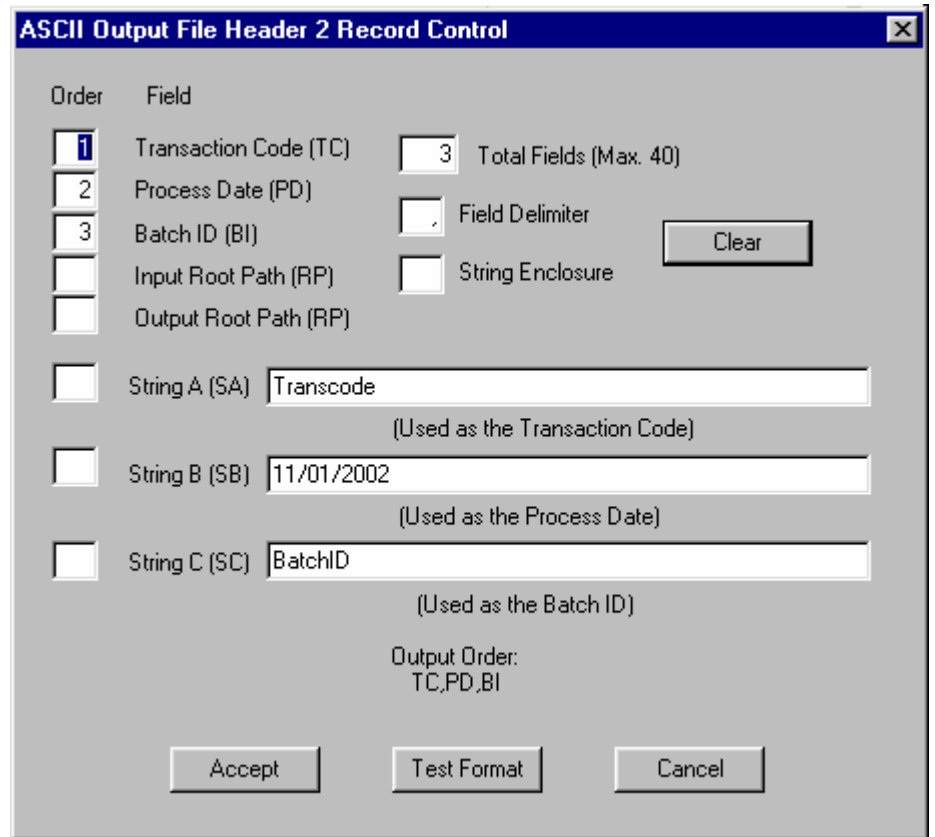 ASCII Output File Header 2 Record Control
Order Field
1 Transaction Code (TC) 3 Total Fields (Max. 40)
2 Process Date (PD) , Field Delimiter
3 Batch ID (BI) Clear
Input Root Path (RP) String Enclosure
Output Root Path (RP)
String A (SA) Transcode
(Used as the Transaction Code)
String B (SB) 11/01/2002
(Used as the Process Date)
String C (SC) BatchID
(Used as the Batch ID)
Output Order:
TC,PD,BI
Accept Test Format Cancel